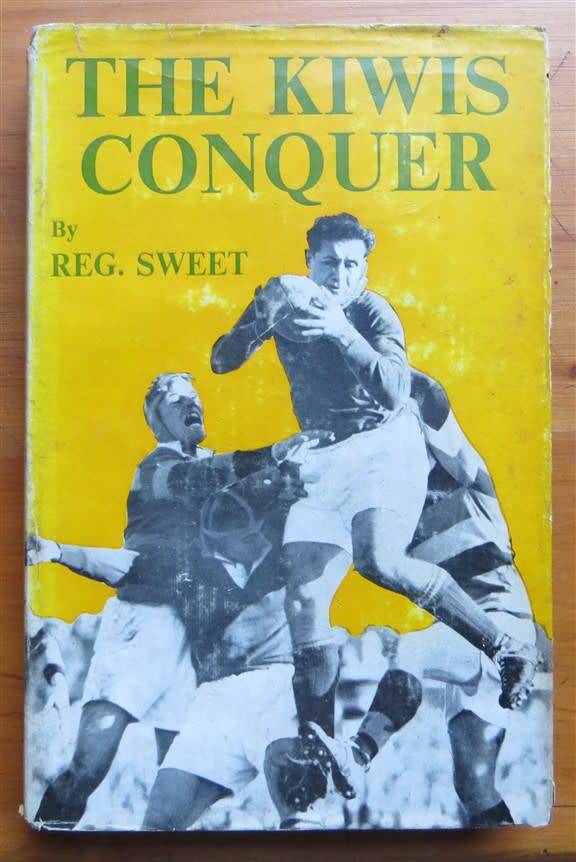 THE KIWIS
CONQUER
By
REG. SWEET